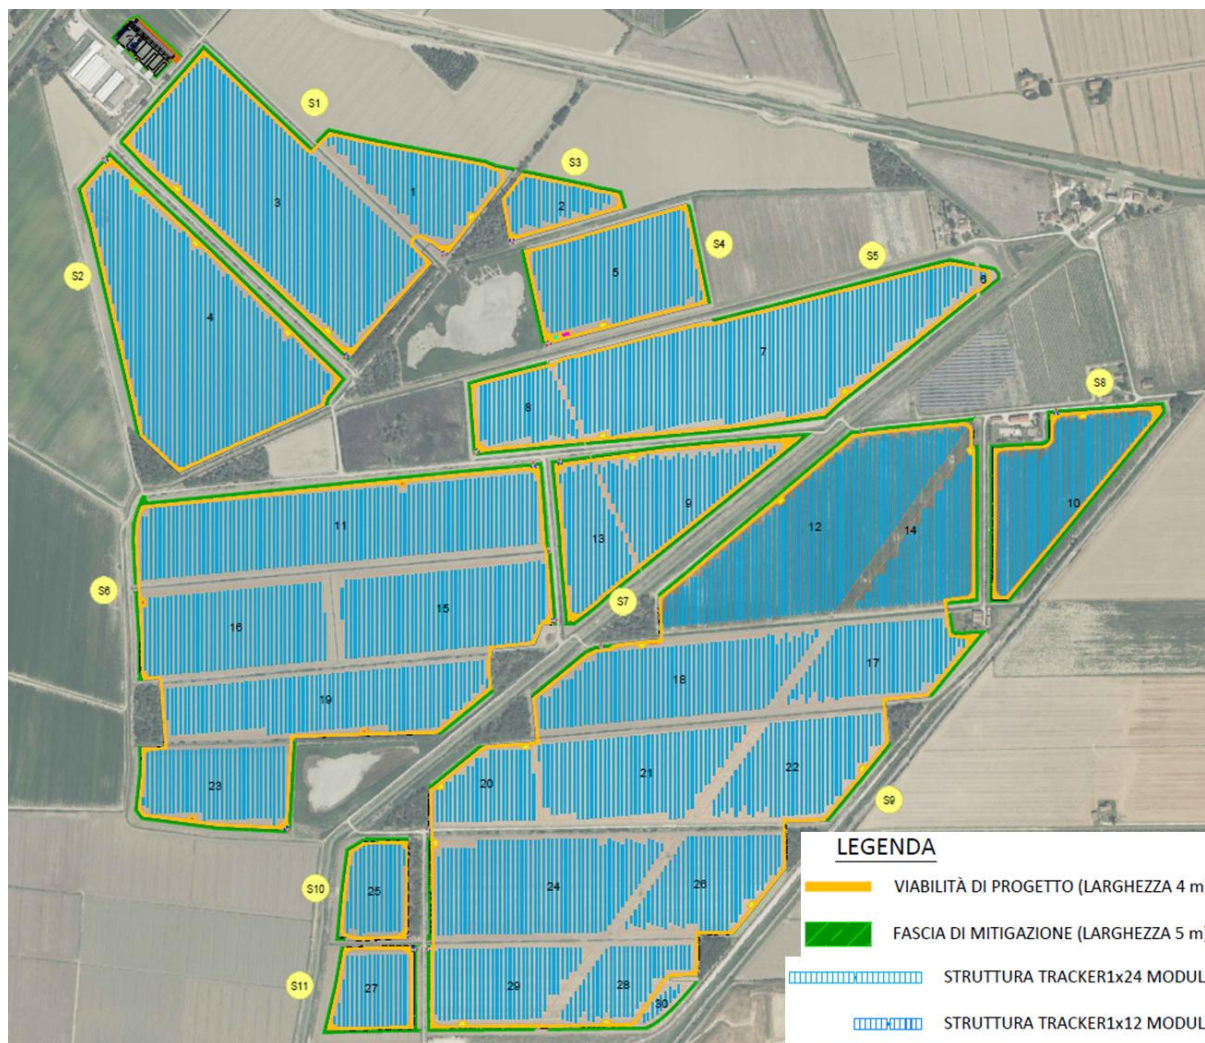 S1
S3
1
2
3
S4
S5
S2
5
6
4
7
S8
8
9
10
11
12
14
13
S6
S7
15
16
17
18
19
20
21
22
23
S9
LEGENDA
S10
25
24
26
VIABILITÀ DI PROGETTO (LARGHEZZA 4 m)
FASCIA DI MITIGAZIONE (LARGHEZZA 5 m)
S11
27
29
28
30
STRUTTURA TRACKER1x24 MODUL
STRUTTURA TRACKER1x12 MODUL